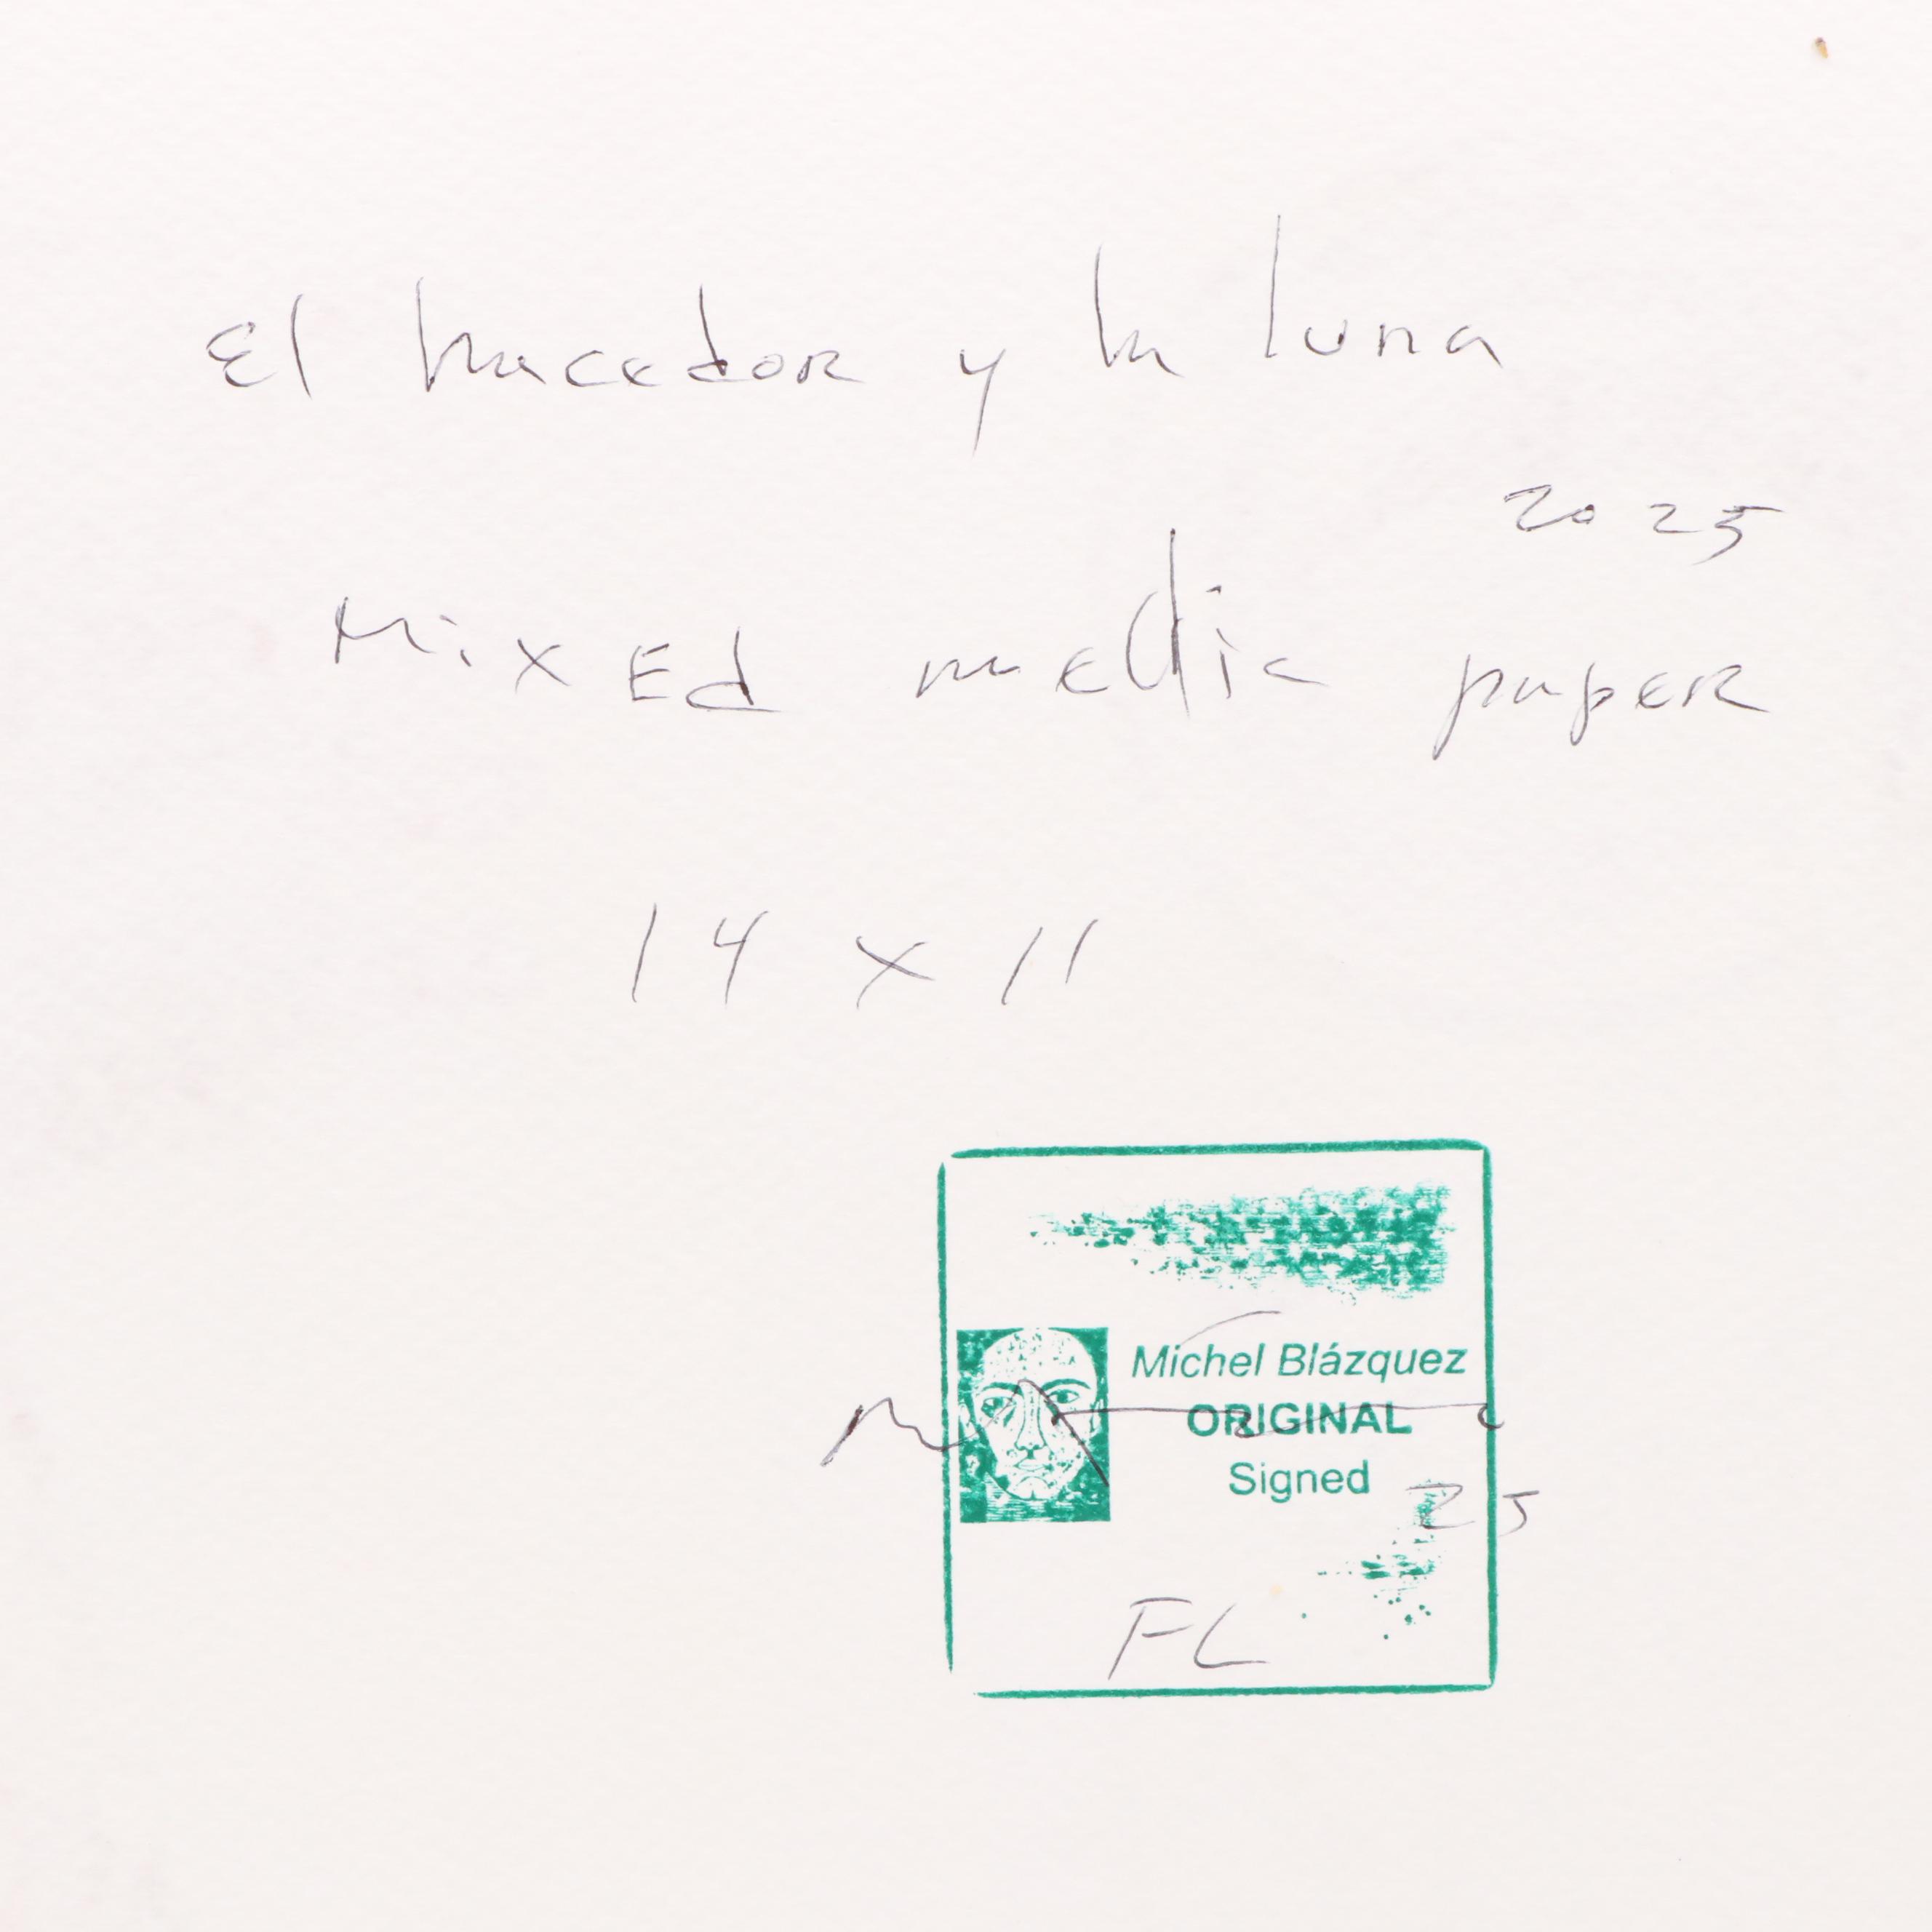 El hacedor y la luna
2025
Mixed media paper
14 x 11
Michel Blázquez
ORIGINAL
Signed
25
FL